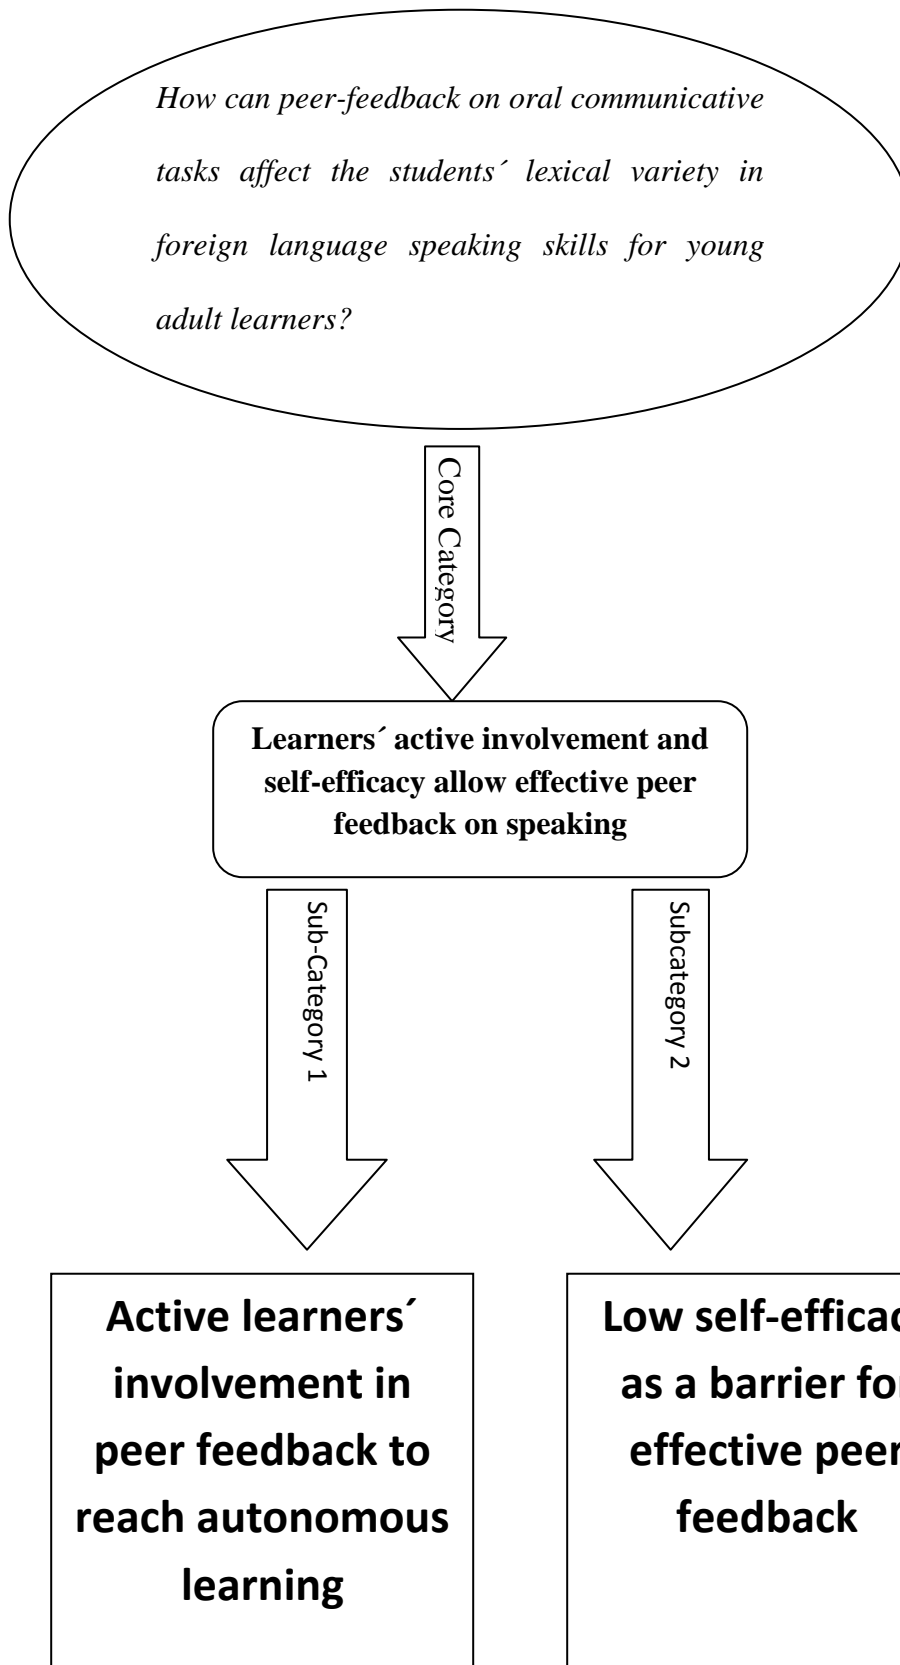 How can peer-feedback on oral communicative
tasks affect the students´ lexical variety in
foreign language speaking skills for young
adult learners?
Core Category
Learners´ active involvement and
self-efficacy allow effective peer
feedback on speaking
Sub-Category 1
Subcategory 2
Active learners´
involvement in
peer feedback to
reach autonomous
learning
Low self-efficac
as a barrier for
effective peer
feedback